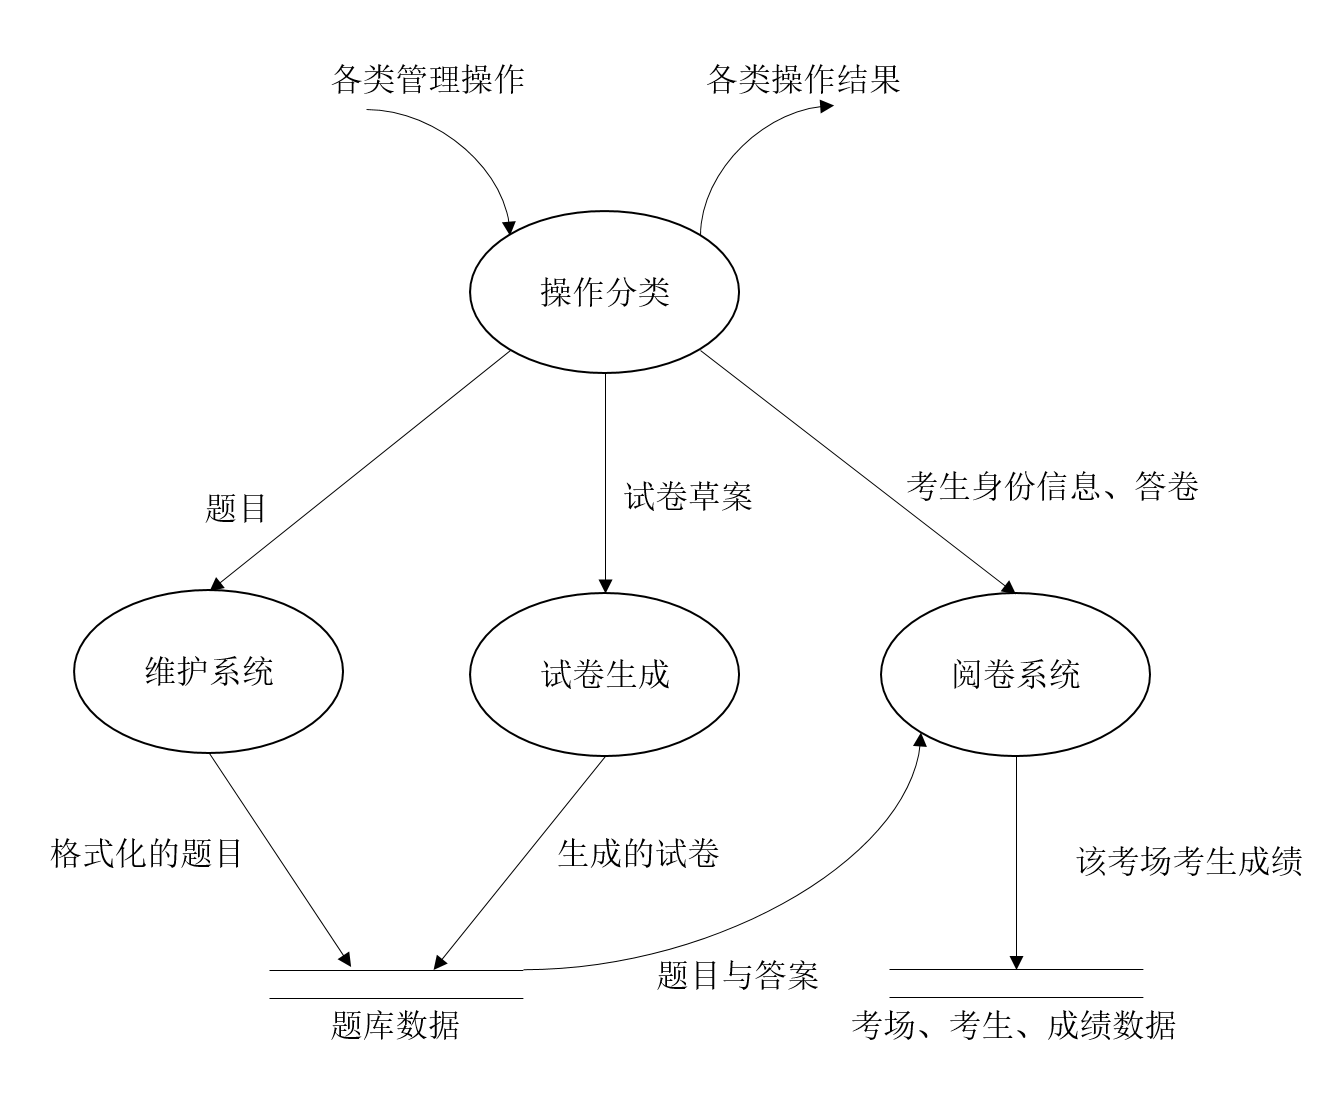 各类管理操作
各类操作结果
操作分类
题目
试卷草案
考生身份信息、答卷
维护系统
试卷生成
阅卷系统
格式化的题目
生成的试卷
该考场考生成绩
题目与答案
题库数据
考场、考生、成绩数据